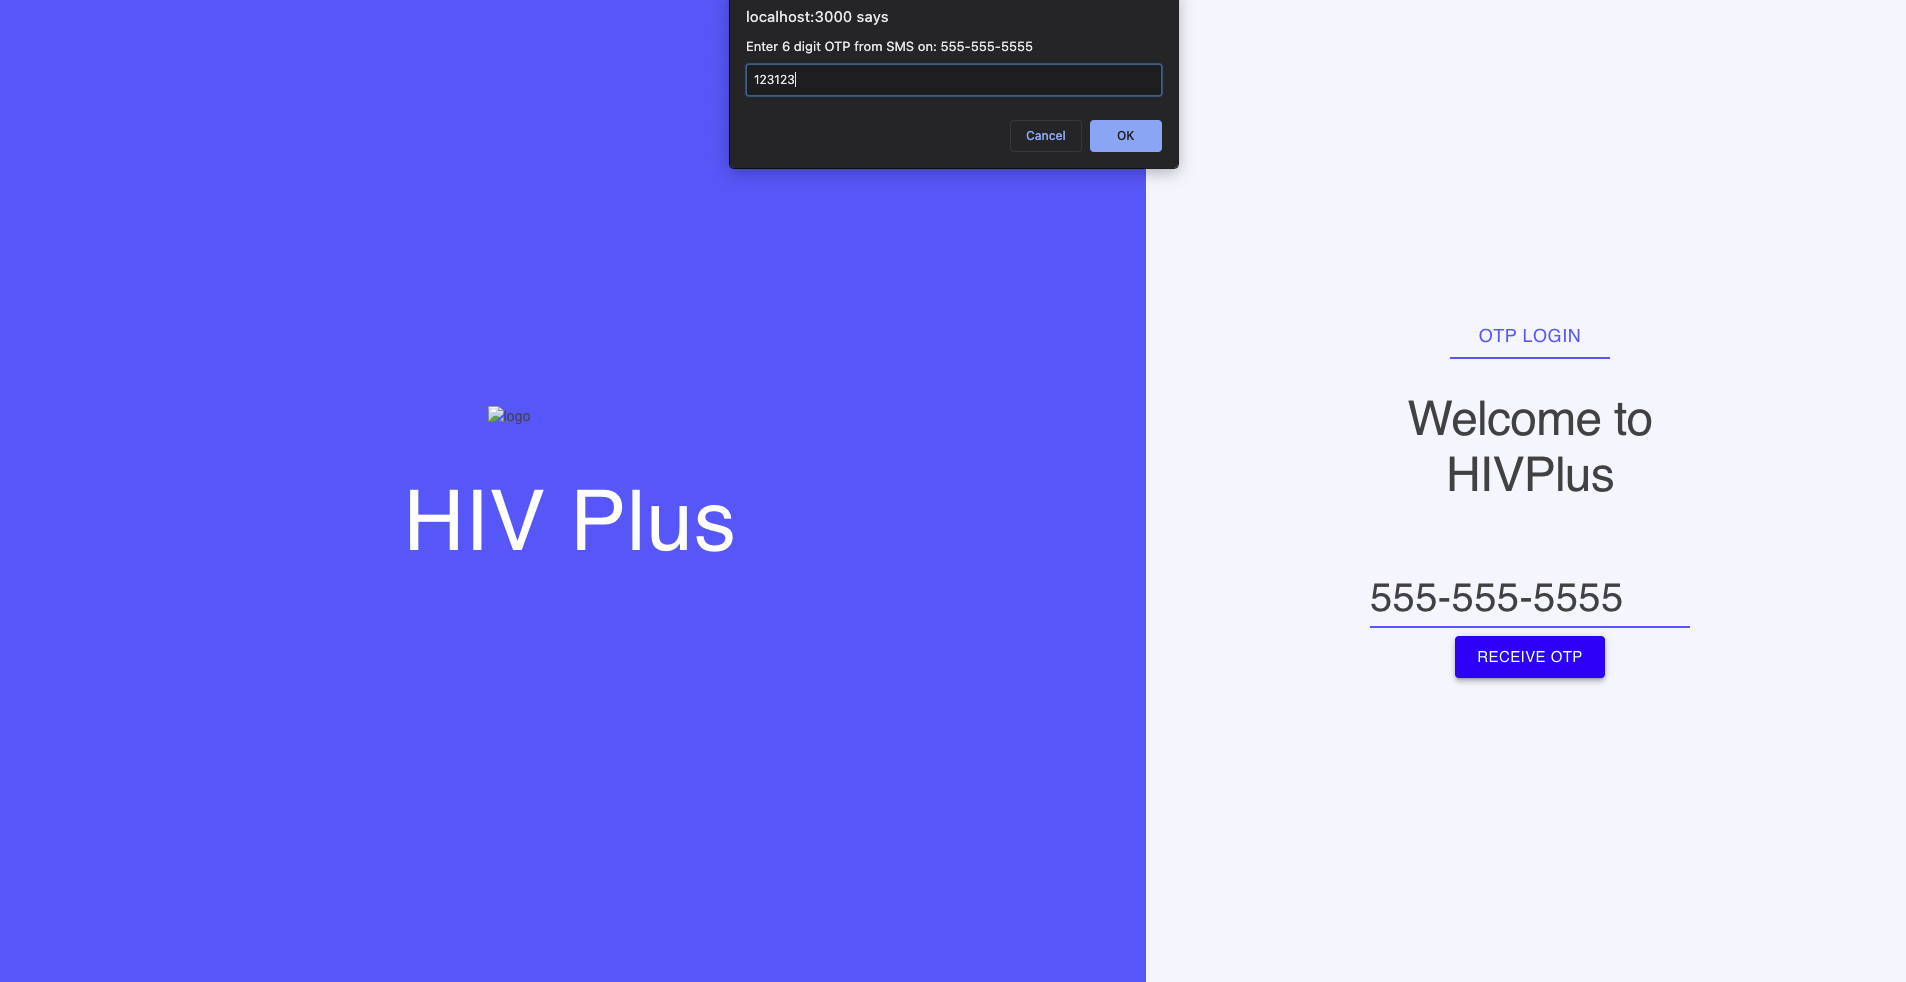 localhost:3000 says
Enter 6 digit OTP from SMS on: 555-555-5555
123123
Cancel OK
logo
HIV Plus
OTP LOGIN
Welcome to
HIVPlus
555-555-5555
RECEIVE OTP